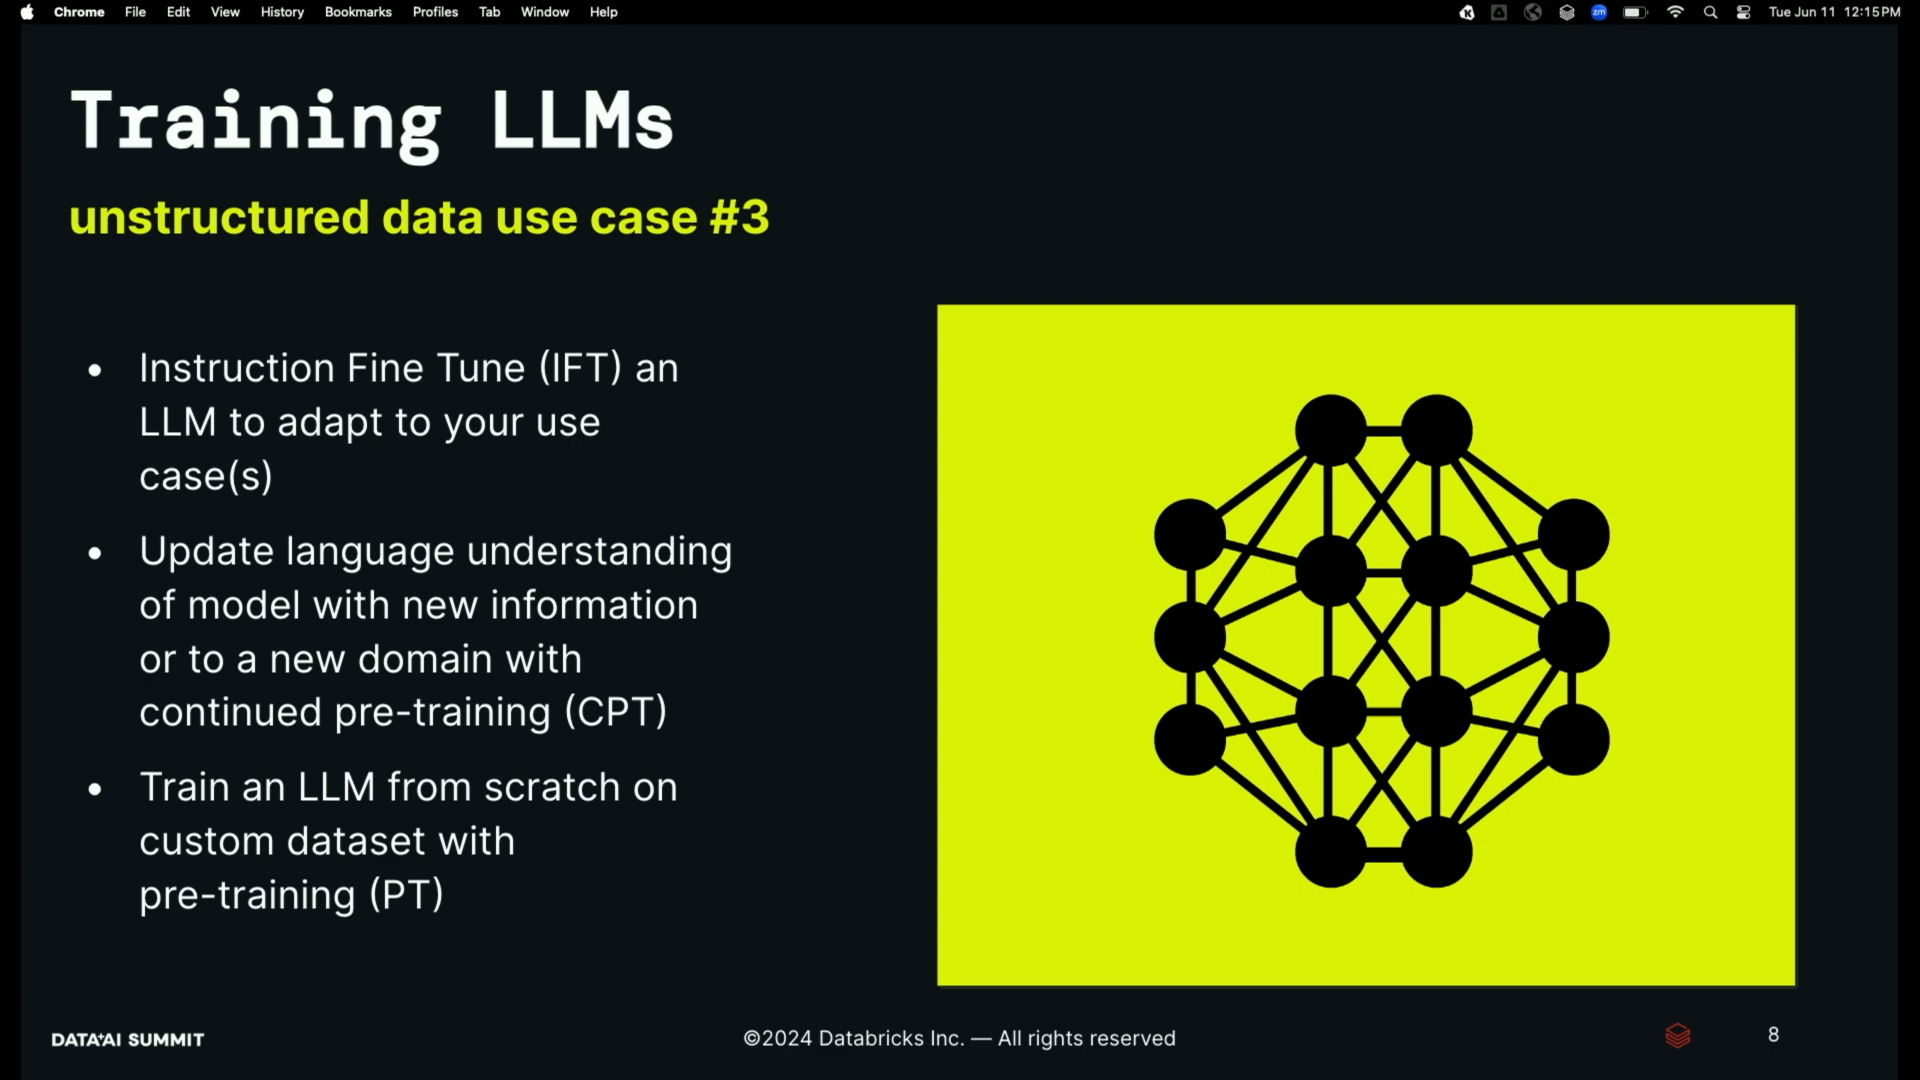 Chrome File Edit View History Bookmarks Profiles Tab Window Help zm Tue Jun 11 12:15 PM
Training LLMs
unstructured data use case #3
• Instruction Fine Tune (IFT) an
LLM to adapt to your use
case(s)
• Update language understanding
of model with new information
or to a new domain with
continued pre-training (CPT)
• Train an LLM from scratch on
custom dataset with
pre-training (PT)
DATA+AI SUMMIT
©2024 Databricks Inc. — All rights reserved
8